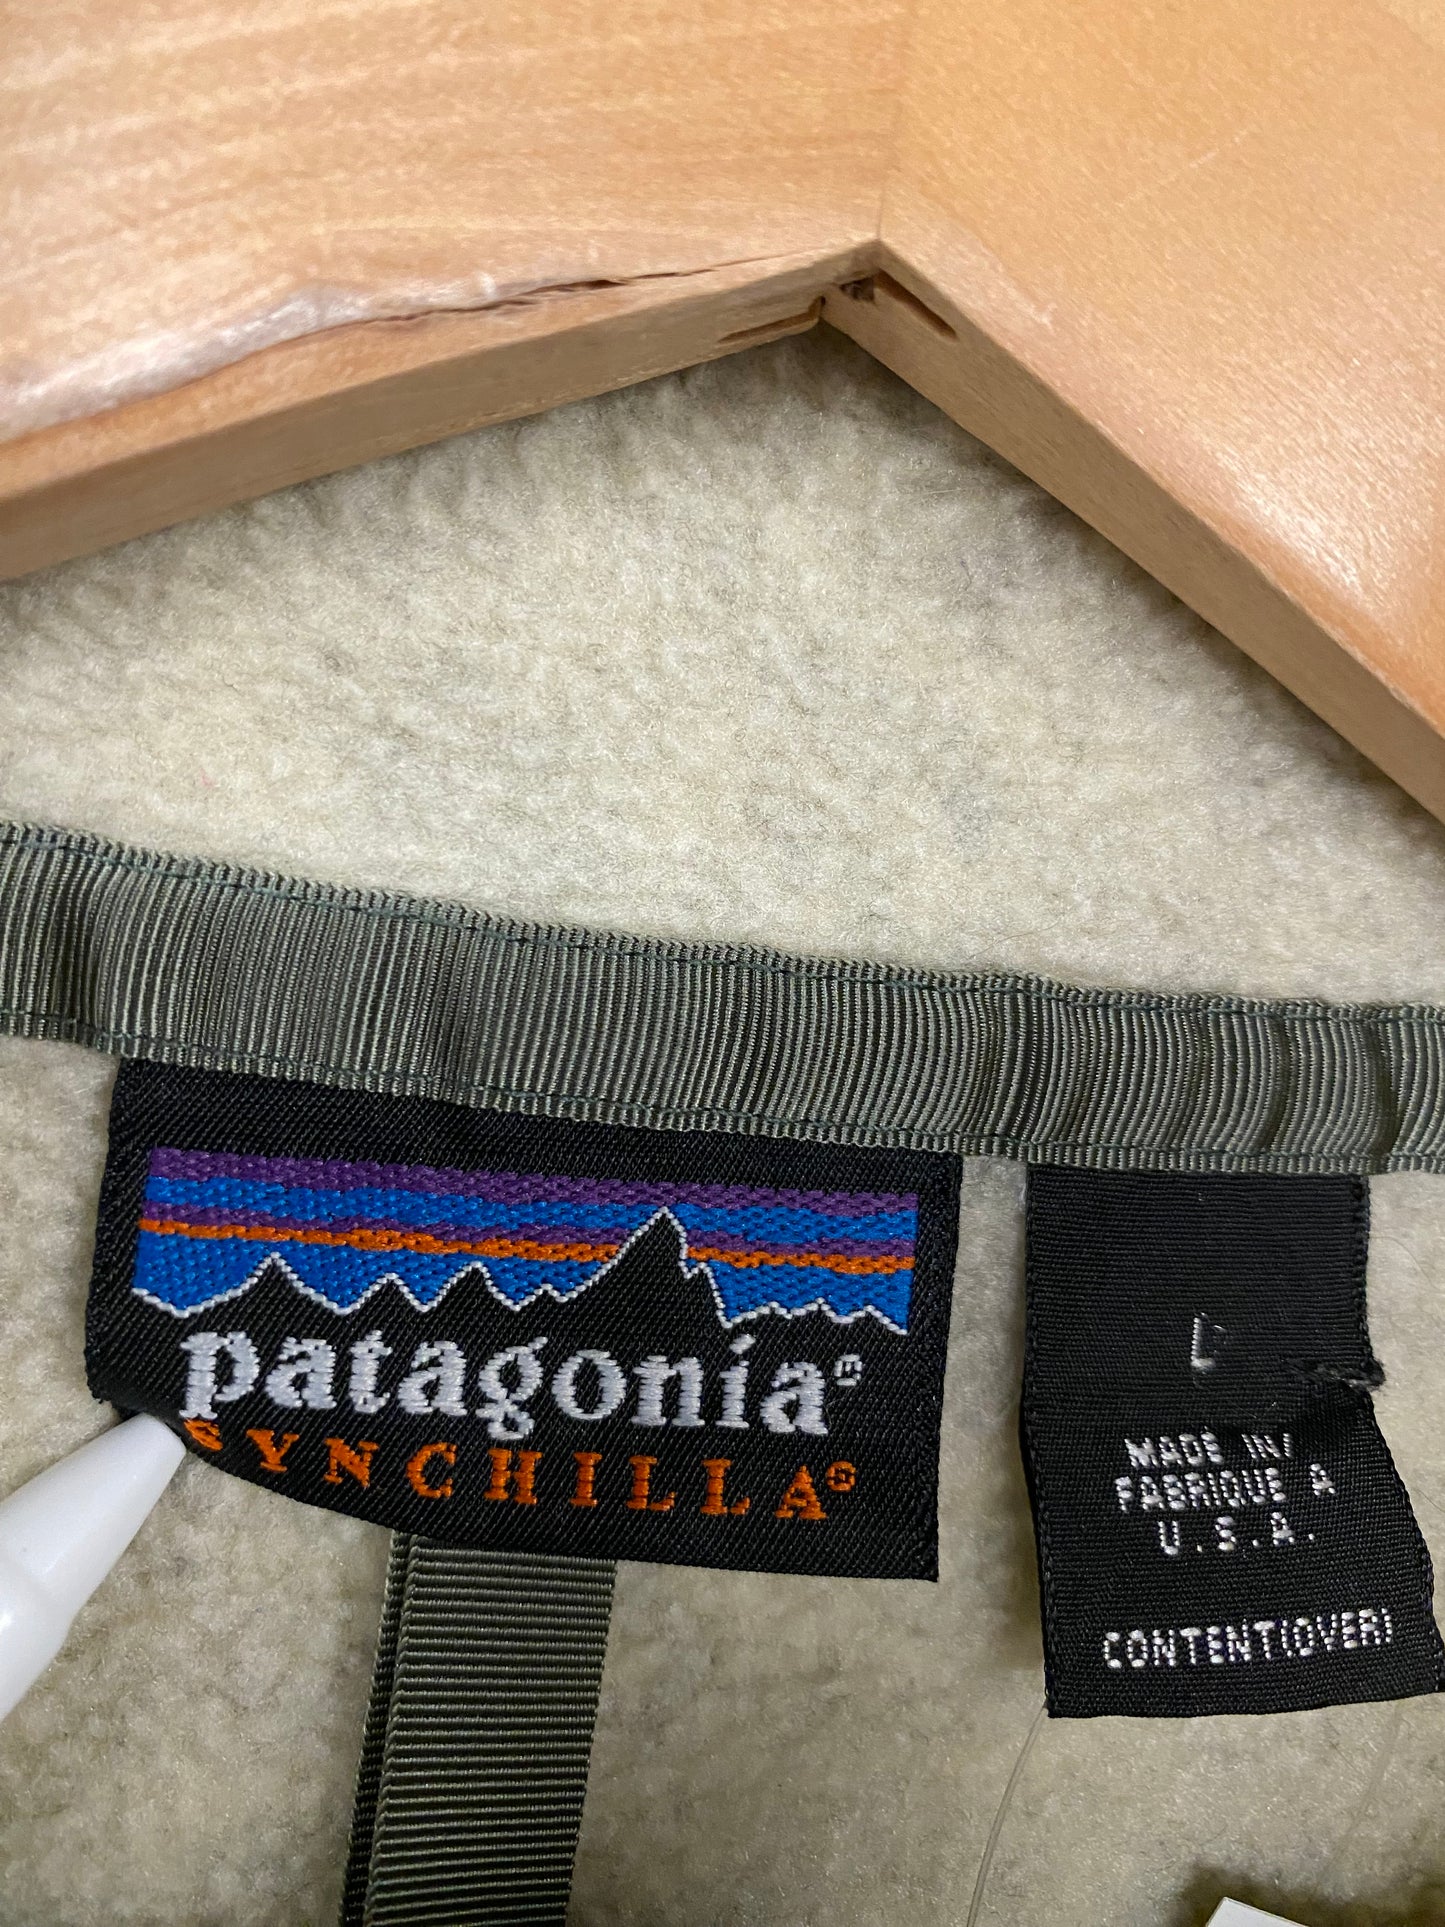 patagonia®
SYNCHILLA®
L
MADE IN/
FABRIQUE A
U.S.A.
CONTENT(OVER)